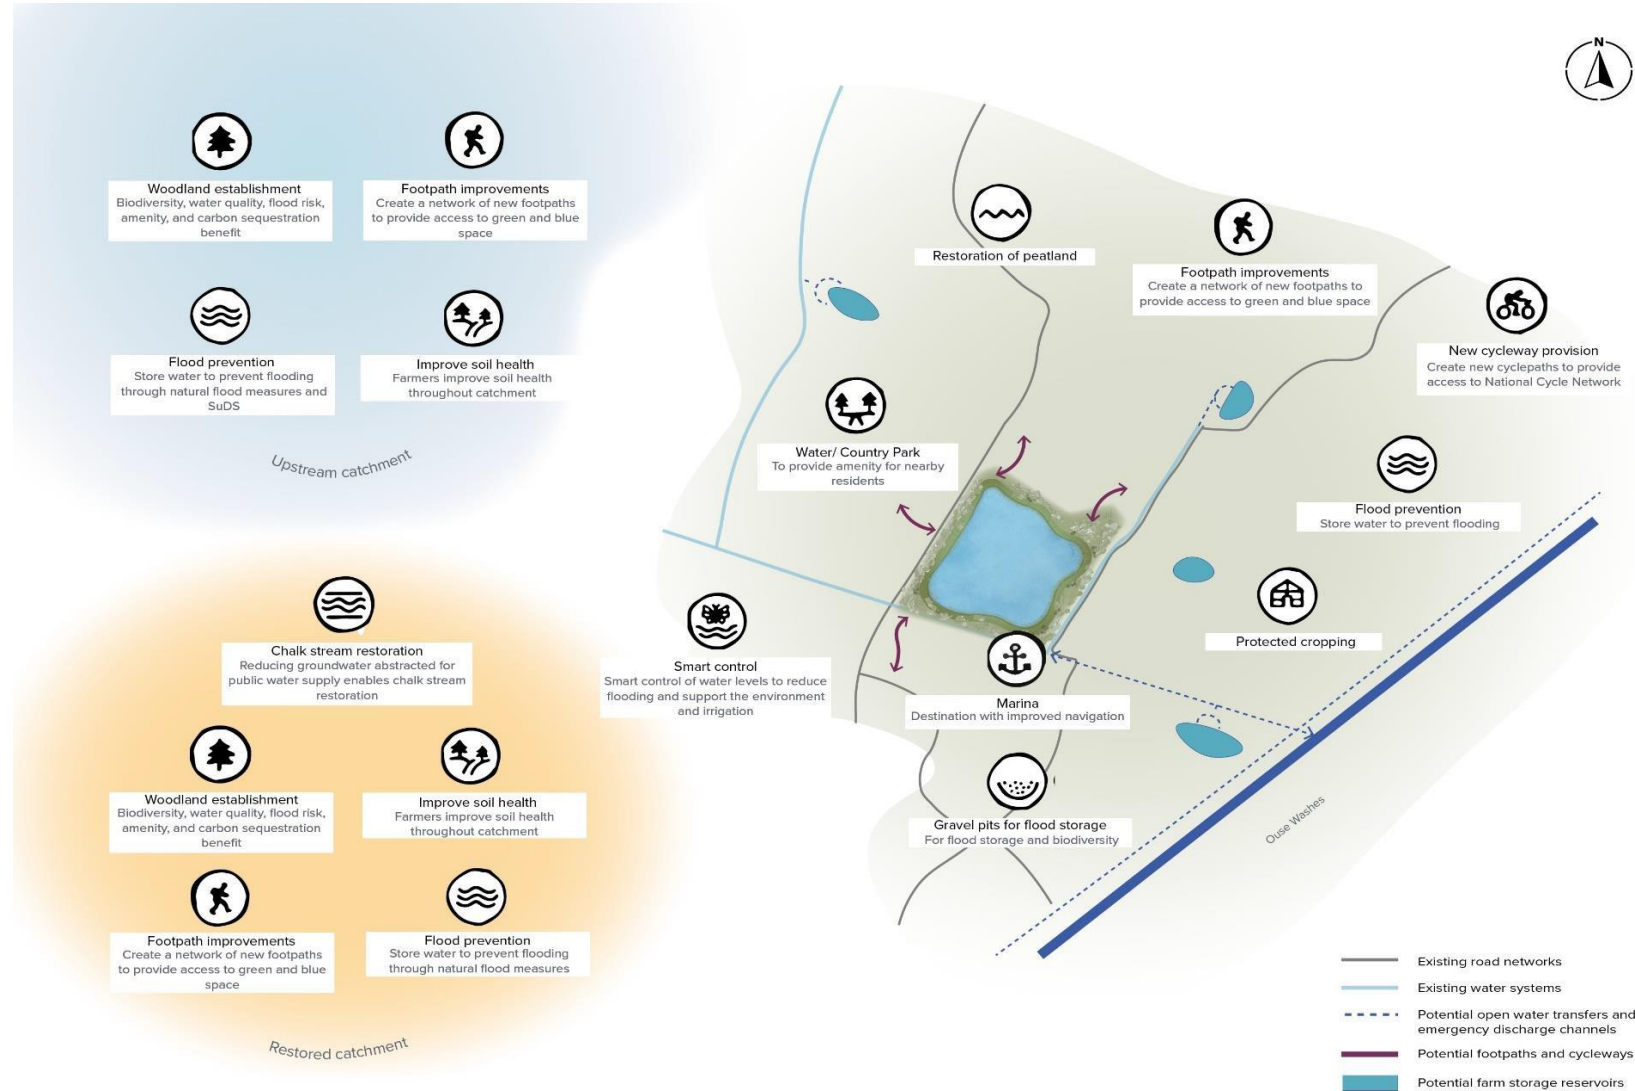 N
Woodland establishment
Biodiversity, water quality, flood risk,
amenity, and carbon sequestration
benefit
Footpath improvements
Create a network of new footpaths
to provide access to green and blue
space
Flood prevention
Store water to prevent flooding
through natural flood measures and
SuDS
Improve soil health
Farmers improve soil health
throughout catchment
Upstream catchment
Chalk stream restoration
Reducing groundwater abstracted for
public water supply enables chalk stream
restoration
Woodland establishment
Biodiversity, water quality, flood risk,
amenity, and carbon sequestration
benefit
Improve soil health
Farmers improve soil health
throughout catchment
Footpath improvements
Create a network of new footpaths
to provide access to green and blue
space
Flood prevention
Store water to prevent flooding
through natural flood measures
Restored catchment
Restoration of peatland
Footpath improvements
Create a network of new footpaths to
provide access to green and blue space
New cycleway provision
Create new cyclepaths to provide
access to National Cycle Network
Water/ Country Park
To provide amenity for nearby
residents
Flood prevention
Store water to prevent flooding
Protected cropping
Smart control
Smart control of water levels to reduce
flooding and support the environment
and irrigation
Marina
Destination with improved navigation
Gravel pits for flood storage
For flood storage and biodiversity
Ouse Washes
Existing road networks
Existing water systems
Potential open water transfers and
emergency discharge channels
Potential footpaths and cycleways
Potential farm storage reservoirs